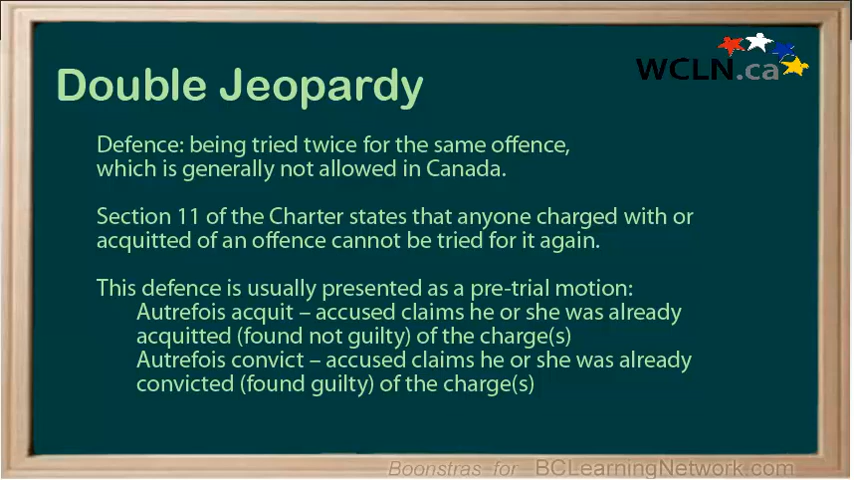 WCLN.ca
Double Jeopardy
Defence: being tried twice for the same offence,
which is generally not allowed in Canada.
Section 11 of the Charter states that anyone charged with or
acquitted of an offence cannot be tried for it again.
This defence is usually presented as a pre-trial motion:
Autrefois acquit – accused claims he or she was already
acquitted (found not guilty) of the charge(s)
Autrefois convict – accused claims he or she was already
convicted (found guilty) of the charge(s)
Boonstras for BCLearningNetwork.com